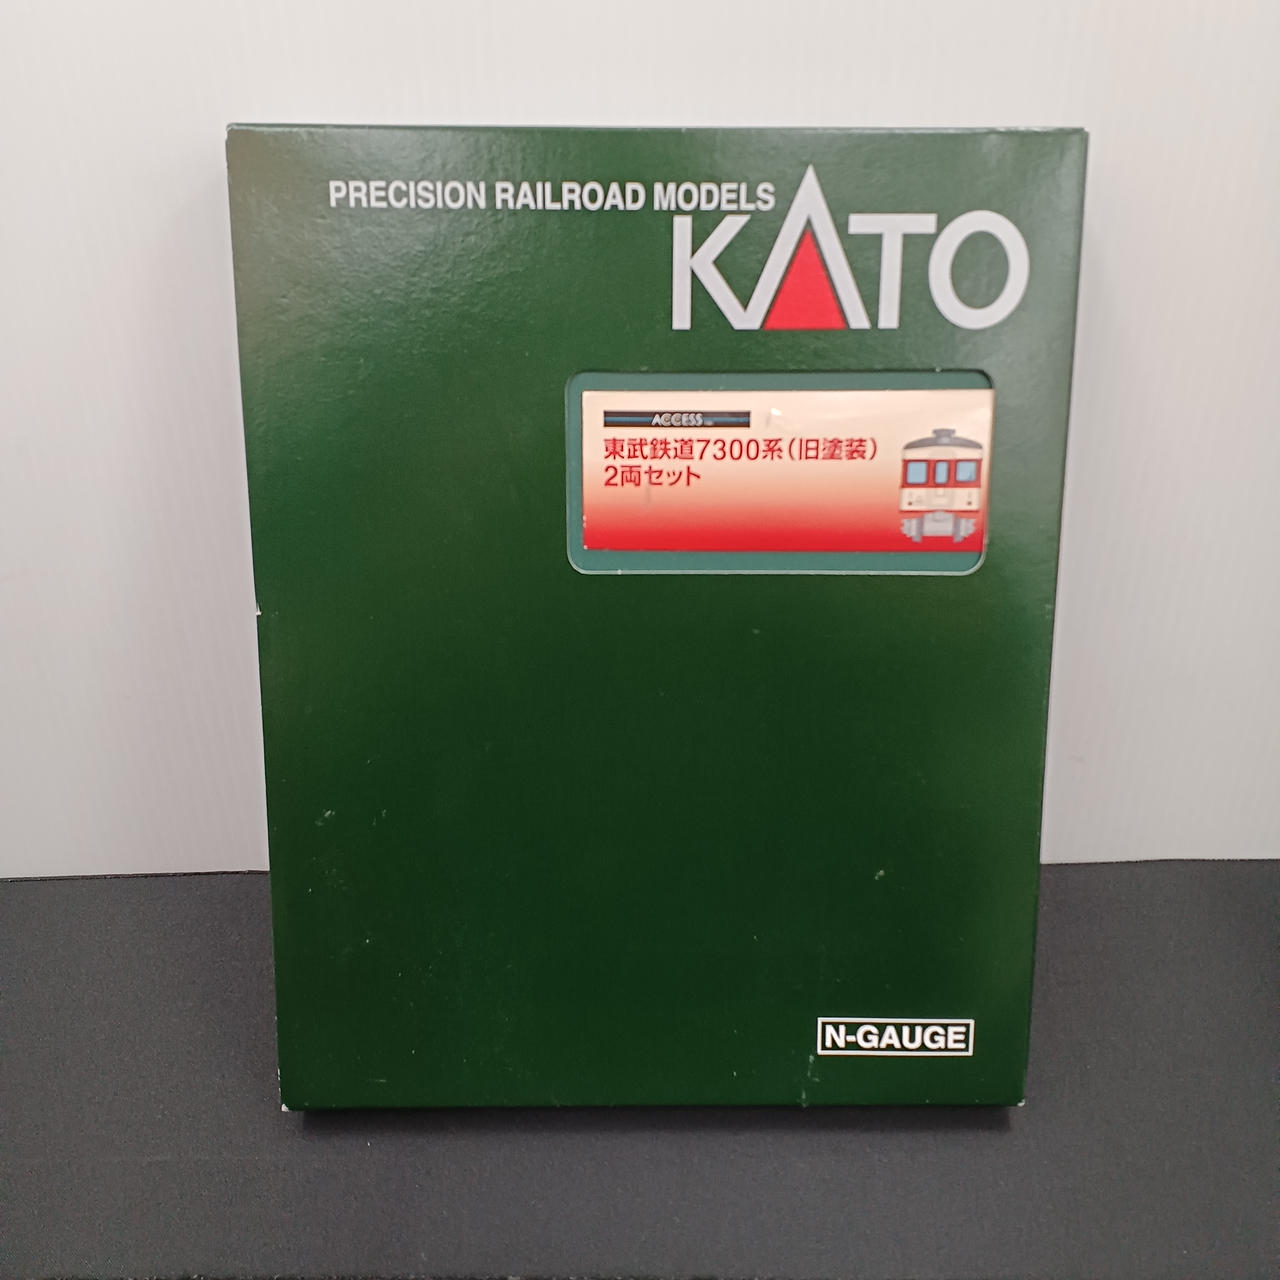 PRECISION RAILROAD MODELS
KATO
ACCESS
東武鉄道7300系(旧塗装)
2両セット
N-GAUGE